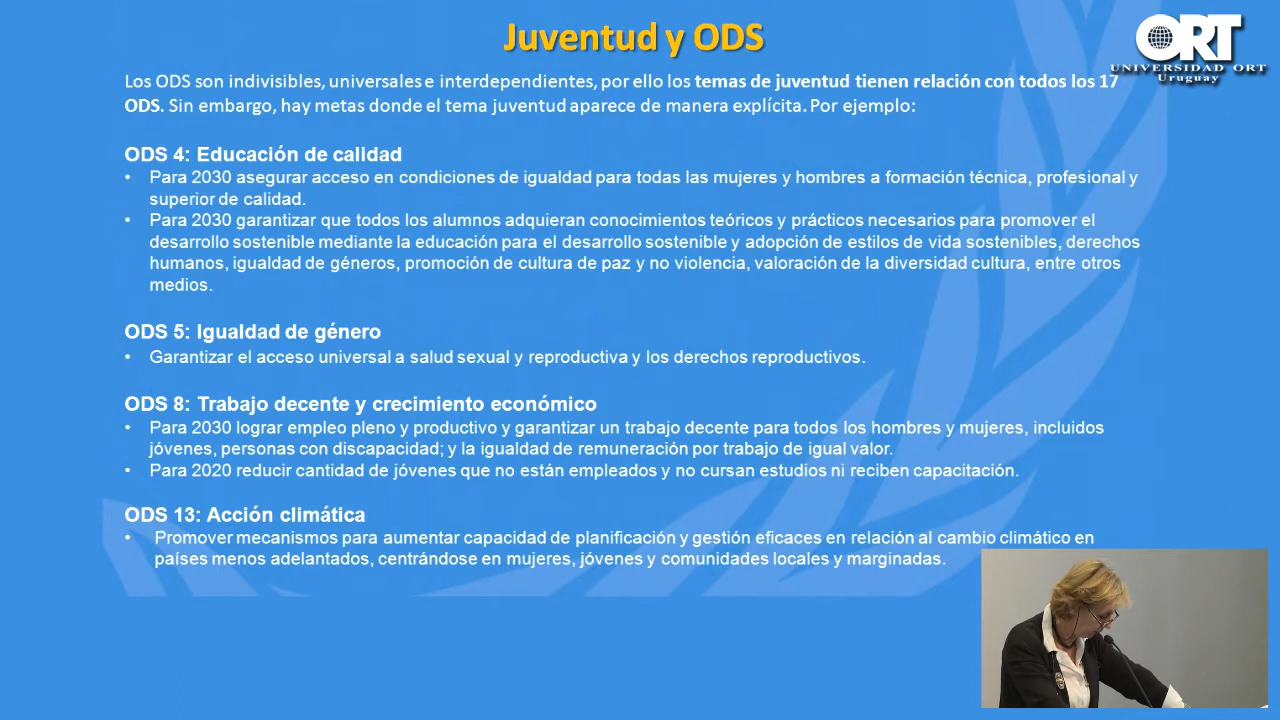 Juventud y ODS
ORT
UNIVERSIDAD ORT
Uruguay
Los ODS son indivisibles, universales e interdependientes, por ello los temas de juventud tienen relación con todos los 17
ODS. Sin embargo, hay metas donde el tema juventud aparece de manera explícita. Por ejemplo:
ODS 4: Educación de calidad
• Para 2030 asegurar acceso en condiciones de igualdad para todas las mujeres y hombres a formación técnica, profesional y
superior de calidad.
• Para 2030 garantizar que todos los alumnos adquieran conocimientos teóricos y prácticos necesarios para promover el
desarrollo sostenible mediante la educación para el desarrollo sostenible y adopción de estilos de vida sostenibles, derechos
humanos, igualdad de géneros, promoción de cultura de paz y no violencia, valoración de la diversidad cultura, entre otros
medios.
ODS 5: Igualdad de género
• Garantizar el acceso universal a salud sexual y reproductiva y los derechos reproductivos.
ODS 8: Trabajo decente y crecimiento económico
• Para 2030 lograr empleo pleno y productivo y garantizar un trabajo decente para todos los hombres y mujeres, incluidos
jóvenes, personas con discapacidad; y la igualdad de remuneración por trabajo de igual valor.
• Para 2020 reducir cantidad de jóvenes que no están empleados y no cursan estudios ni reciben capacitación.
ODS 13: Acción climática
• Promover mecanismos para aumentar capacidad de planificación y gestión eficaces en relación al cambio climático en
países menos adelantados, centrándose en mujeres, jóvenes y comunidades locales y marginadas.